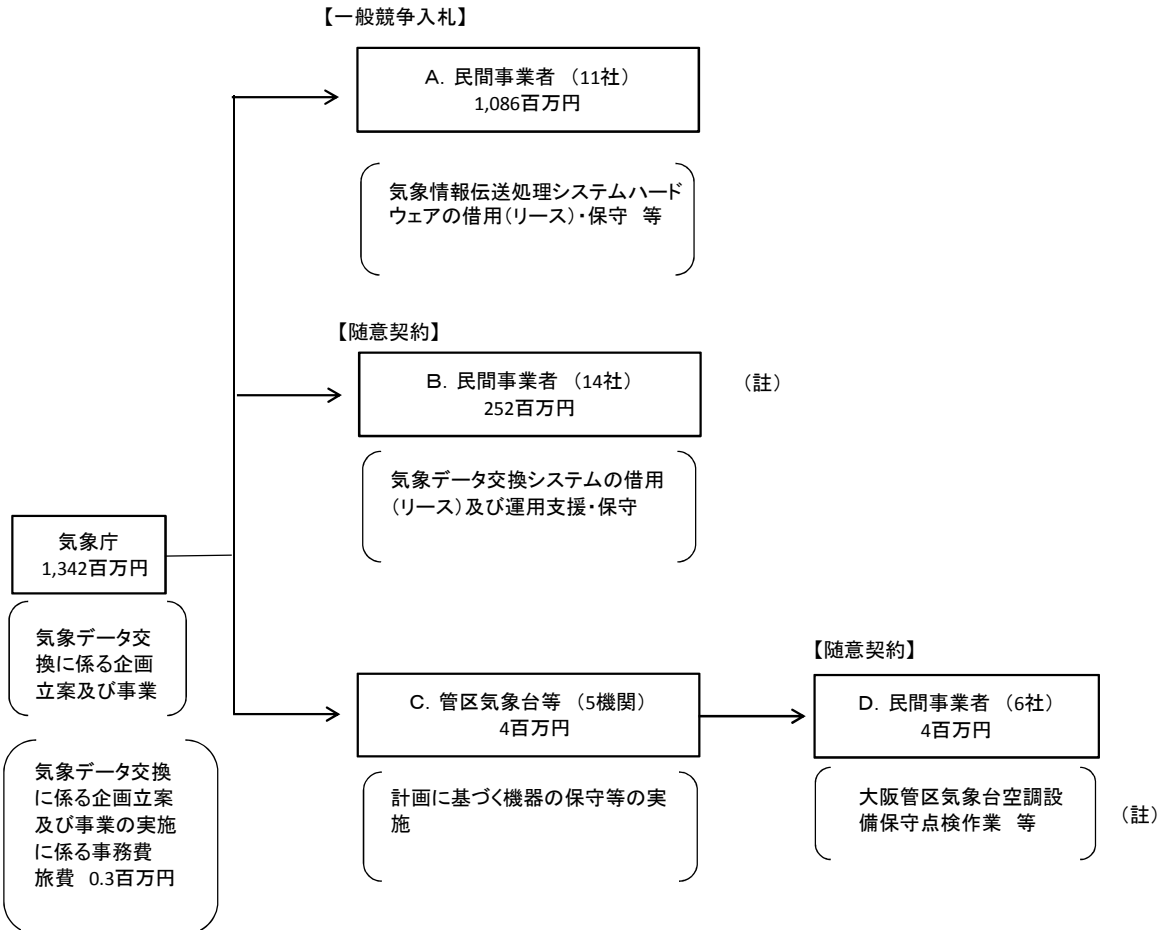 【一般競争入札】
A. 民間事業者 （11社）
1,086百万円
気象情報伝送処理システムハード
ウェアの借用（リース）・保守　等
【随意契約】
B. 民間事業者 （14社）
252百万円
（註）
気象データ交換システムの借用
（リース）及び運用支援・保守
気象庁
1,342百万円
気象データ交
換に係る企画
立案及び事業
気象データ交換
に係る企画立案
及び事業の実施
に係る事務費
旅費　0.3百万円
C. 管区気象台等 （5機関）
4百万円
計画に基づく機器の保守等の実
施
【随意契約】
D. 民間事業者 （6社）
4百万円
大阪管区気象台空調設
備保守点検作業　等
（註）